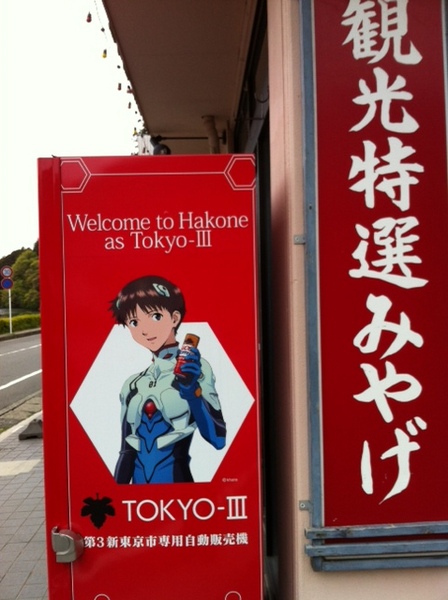 Welcome to Hakone
as Tokyo-III
TOKYO-III
第3新東京市専用自動販売機
観光特選みやげ